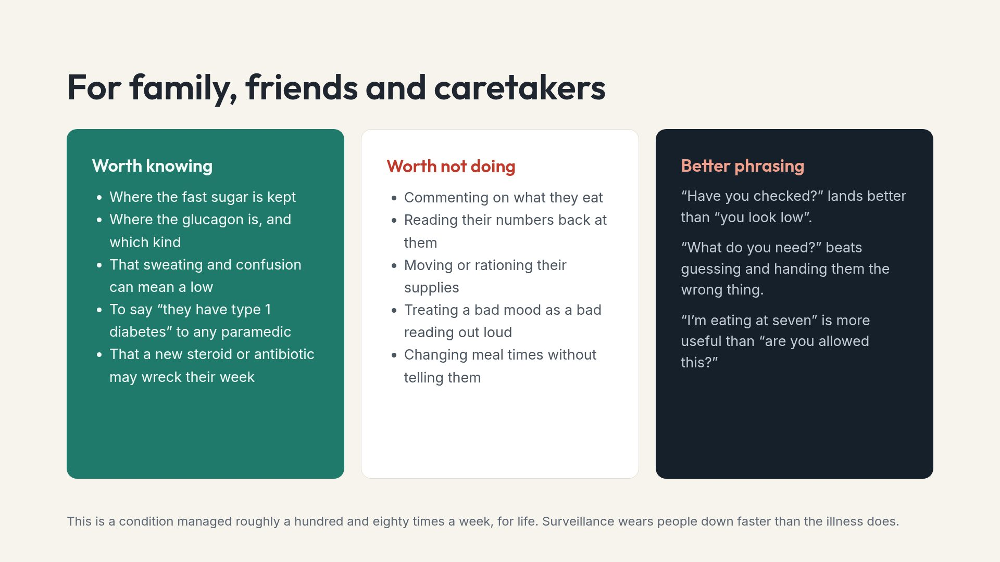 For family, friends and caretakers
Worth knowing
• Where the fast sugar is kept
• Where the glucagon is, and
which kind
• That sweating and confusion
can mean a low
• To say “they have type 1
diabetes” to any paramedic
• That a new steroid or antibiotic
may wreck their week
Worth not doing
• Commenting on what they eat
• Reading their numbers back at
them
• Moving or rationing their
supplies
• Treating a bad mood as a bad
reading out loud
• Changing meal times without
telling them
Better phrasing
“Have you checked?” lands better
than “you look low”.
“What do you need?” beats
guessing and handing them the
wrong thing.
“I’m eating at seven” is more
useful than “are you allowed
this?”
This is a condition managed roughly a hundred and eighty times a week, for life. Surveillance wears people down faster than the illness does.